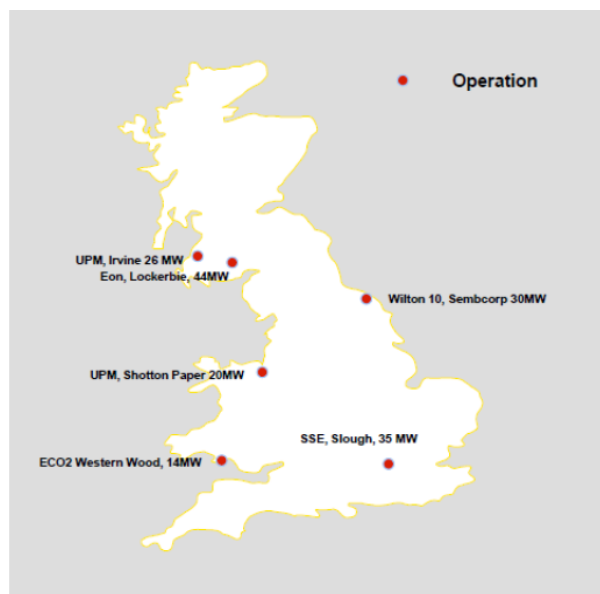 Operation
UPM, Irvine 26 MW
Eon, Lockerbie, 44MW
Wilton 10, Sembcorp 30MW
UPM, Shotton Paper 20MW
SSE, Slough, 35 MW
ECO2 Western Wood, 14MW